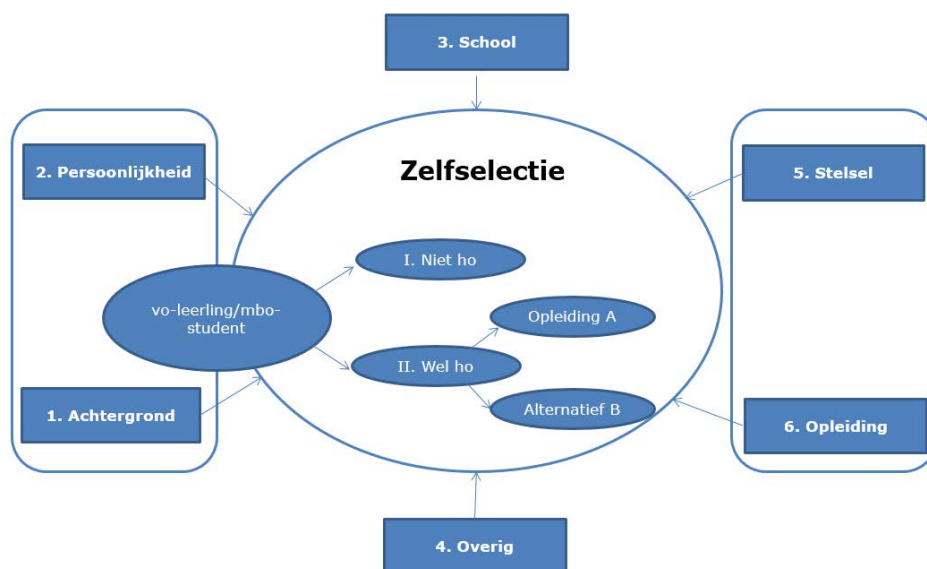 3. School
Zelfselectie
2. Persoonlijkheid
5. Stelsel
I. Niet ho
vo-leerling/mbo-
student
Opleiding A
II. Wel ho
1. Achtergrond
Alternatief B
6. Opleiding
4. Overig